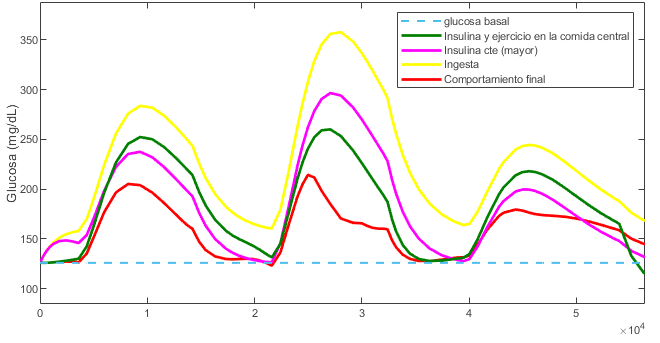 glucosa basal
Insulina y ejercicio en la comida central
Insulina cte (mayor)
Ingesta
Comportamiento final
Glucosa (mg/dL)
350
300
250
200
150
100
0 1 2 3 4 5
×10⁴